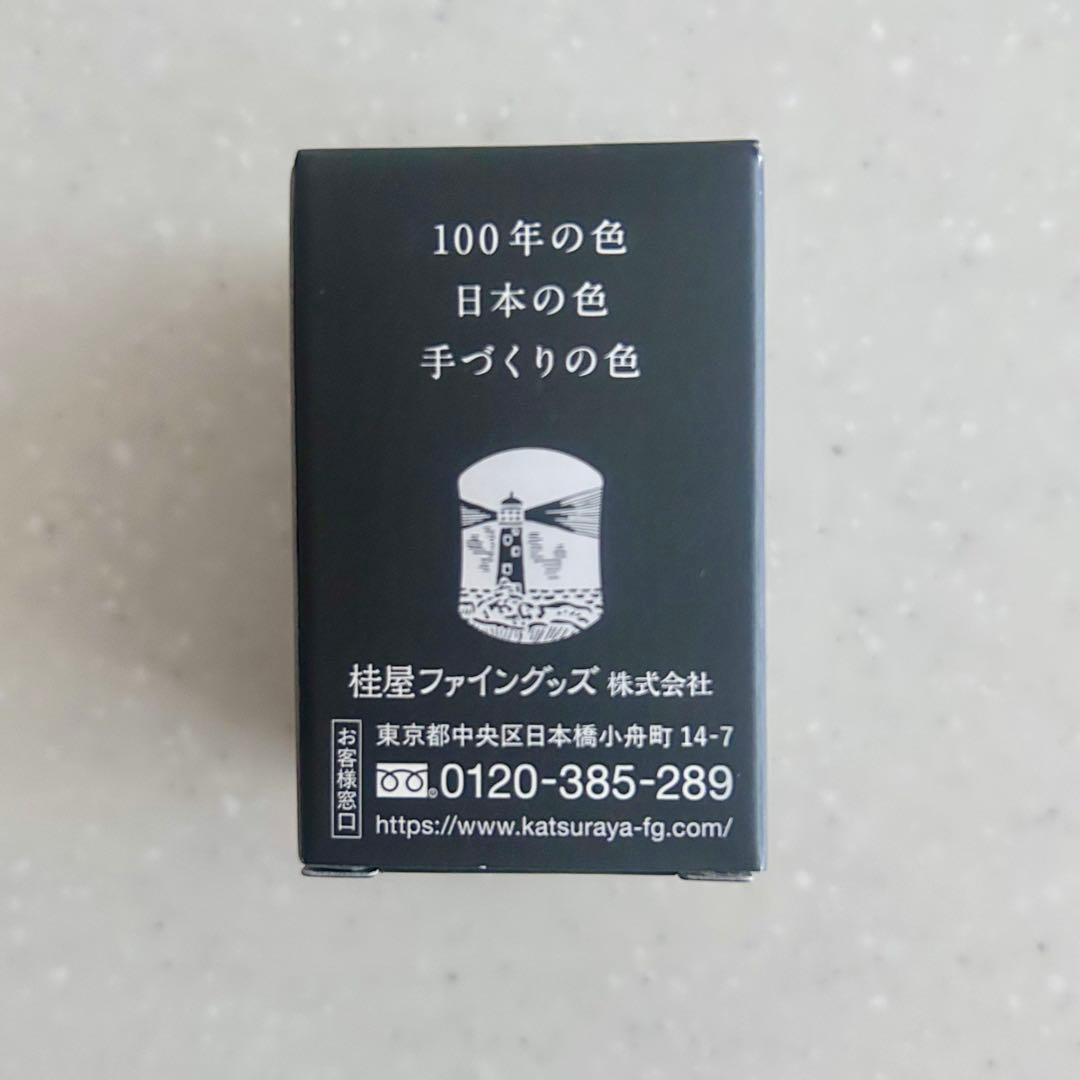 100年の色
日本の色
手づくりの色
桂屋ファイングッズ 株式会社
お客様窓口
東京都中央区日本橋小舟町 14-7
0120-385-289
https://www.katsuraya-fg.com/